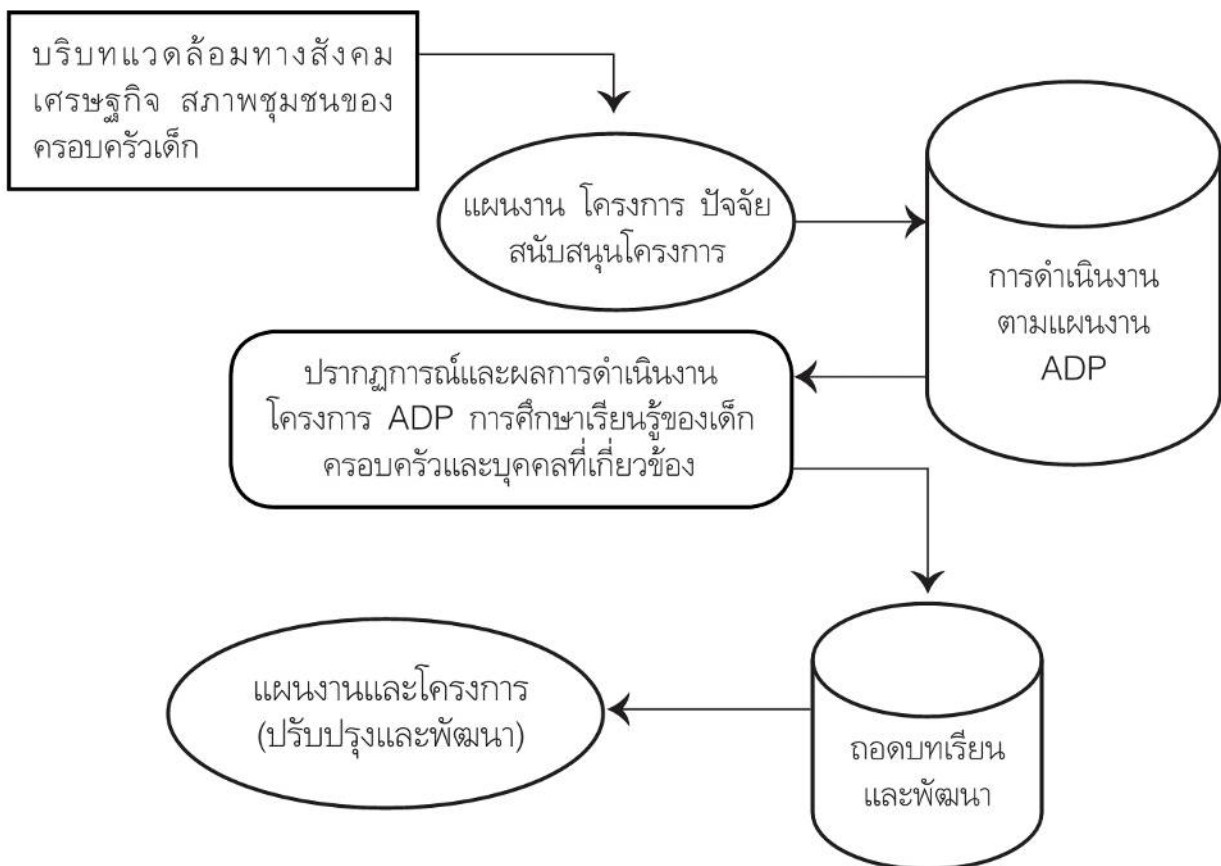 บริบทแวดล้อมทางสังคม
เศรษฐกิจ สภาพชุมชนของ
ครอบครัวเด็ก
แผนงาน โครงการ ปัจจัย
สนับสนุนโครงการ
การดำเนินงาน
ตามแผนงาน
ADP
ปรากฏการณ์และผลการดำเนินงาน
โครงการ ADP การศึกษาเรียนรู้ของเด็ก
ครอบครัวและบุคคลที่เกี่ยวข้อง
แผนงานและโครงการ
(ปรับปรุงและพัฒนา)
ถอดบทเรียน
และพัฒนา